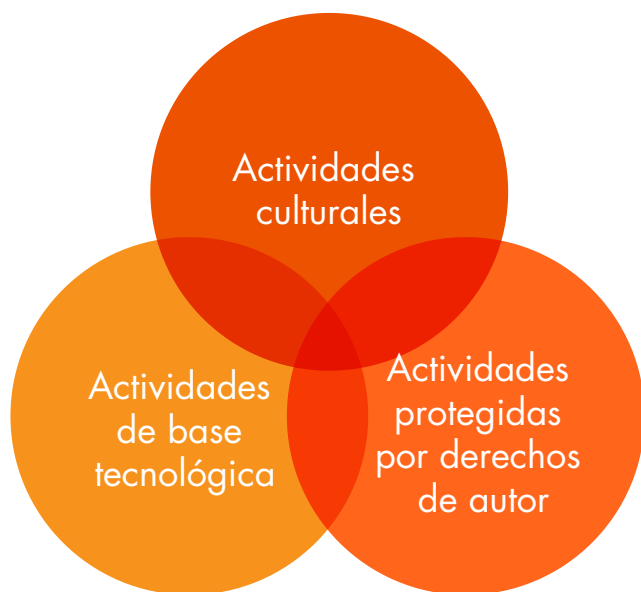 Actividades
culturales
Actividades
de base
tecnológica
Actividades
protegidas
por derechos
de autor